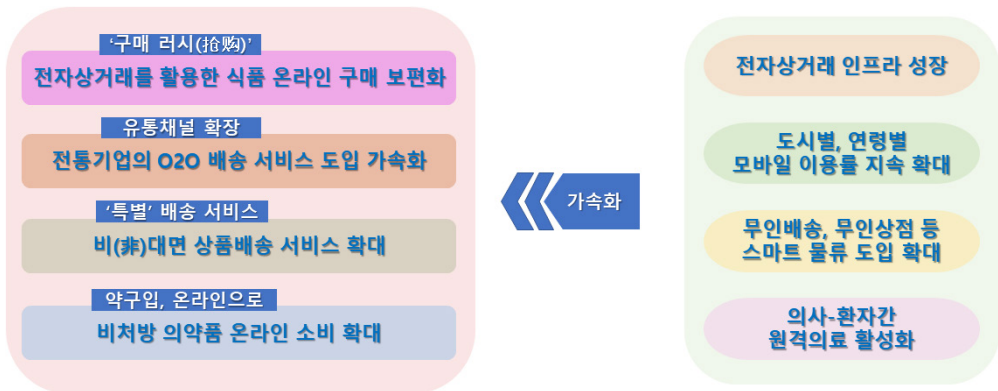 ‘구매 러시(抢购)’
전자상거래를 활용한 식품 온라인 구매 보편화
유통채널 확장
전통기업의 O2O 배송 서비스 도입 가속화
‘특별’ 배송 서비스
비(非)대면 상품배송 서비스 확대
약구입, 온라인으로
비처방 의약품 온라인 소비 확대
가속화
전자상거래 인프라 성장
도시별, 연령별
모바일 이용률 지속 확대
무인배송, 무인상점 등
스마트 물류 도입 확대
의사-환자간
원격의료 활성화